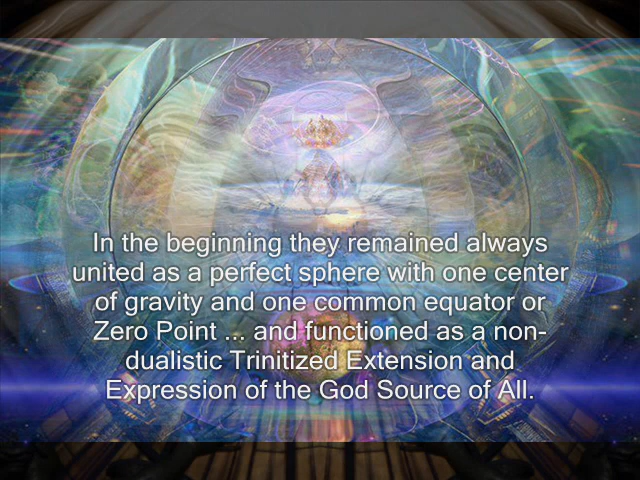 In the beginning they remained always
united as a perfect sphere with one center
of gravity and one common equator or
Zero Point ... and functioned as a non-
dualistic Trinitized Extension and
Expression of the God Source of All.